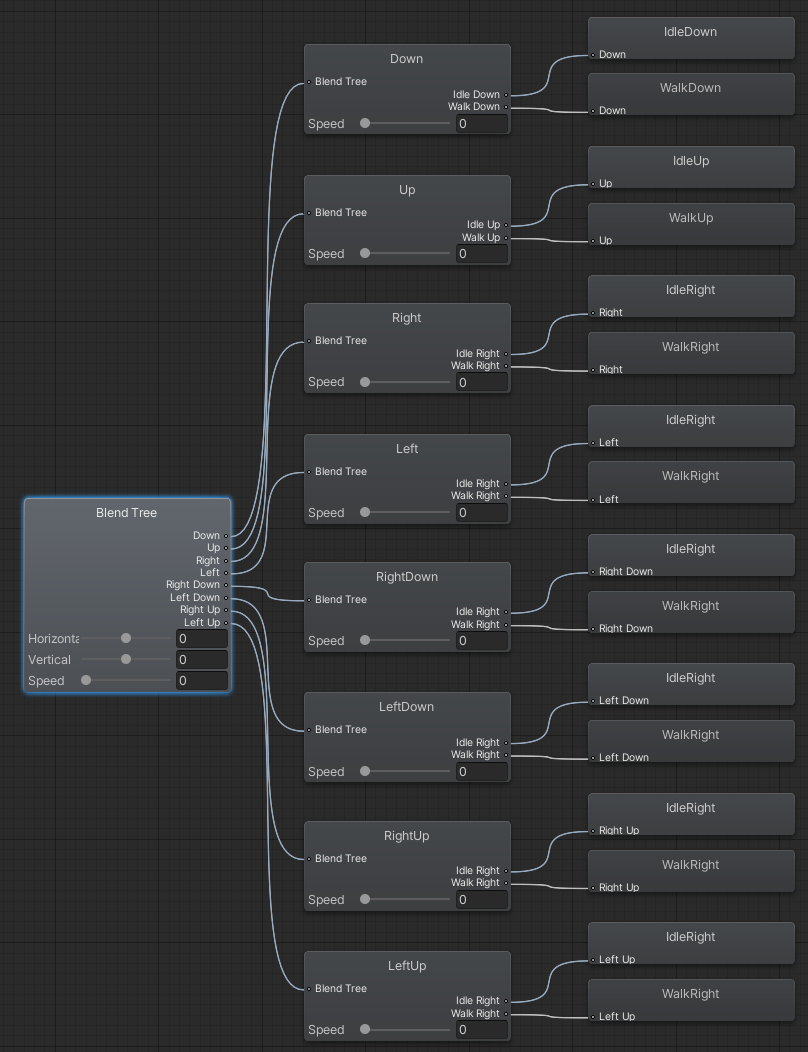 Blend Tree
Down
Up
Right
Left
Right Down
Left Down
Right Up
Left Up
Horizonta 0
Vertical 0
Speed 0
Down
Blend Tree
Idle Down
Walk Down
Speed 0
IdleDown
Down
WalkDown
Down
Up
Blend Tree
Idle Up
Walk Up
Speed 0
IdleUp
Up
WalkUp
Up
Right
Blend Tree
Idle Right
Walk Right
Speed 0
IdleRight
Right
WalkRight
Right
Left
Blend Tree
Idle Right
Walk Right
Speed 0
IdleRight
Left
WalkRight
Left
RightDown
Blend Tree
Idle Right
Walk Right
Speed 0
IdleRight
Right Down
WalkRight
Right Down
LeftDown
Blend Tree
Idle Right
Walk Right
Speed 0
IdleRight
Left Down
WalkRight
Left Down
RightUp
Blend Tree
Idle Right
Walk Right
Speed 0
IdleRight
Right Up
WalkRight
Right Up
LeftUp
Blend Tree
Idle Right
Walk Right
Speed 0
IdleRight
Left Up
WalkRight
Left Up